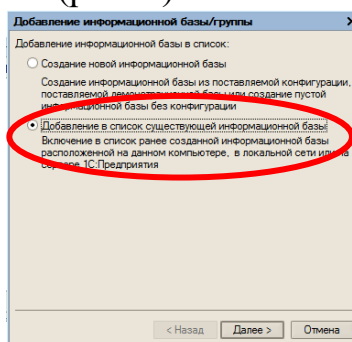 Добавление информационной базы/группы
Добавление информационной базы в список:
Создание новой информационной базы
Создание информационной базы из поставляемой конфигурации,
поставляемой демонстрационной базы или создание пустой
информационной базы без конфигурации
Добавление в список существующей информационной базы
Включение в список ранее созданной информационной базы
расположенной на данном компьютере, в локальной сети или на
сервере 1С:Предприятия
< Назад Далее > Отмена